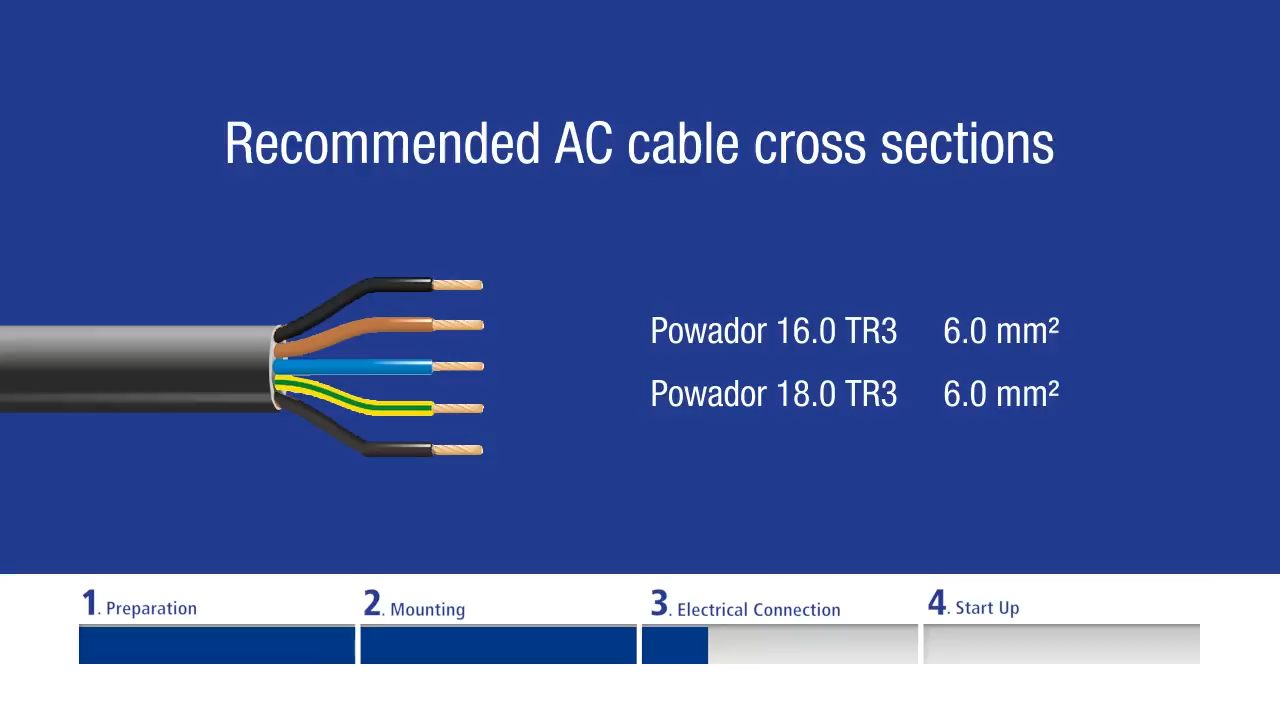 Recommended AC cable cross sections
Powador 16.0 TR3 6.0 mm²
Powador 18.0 TR3 6.0 mm²
1. Preparation
2. Mounting
3. Electrical Connection
4. Start Up